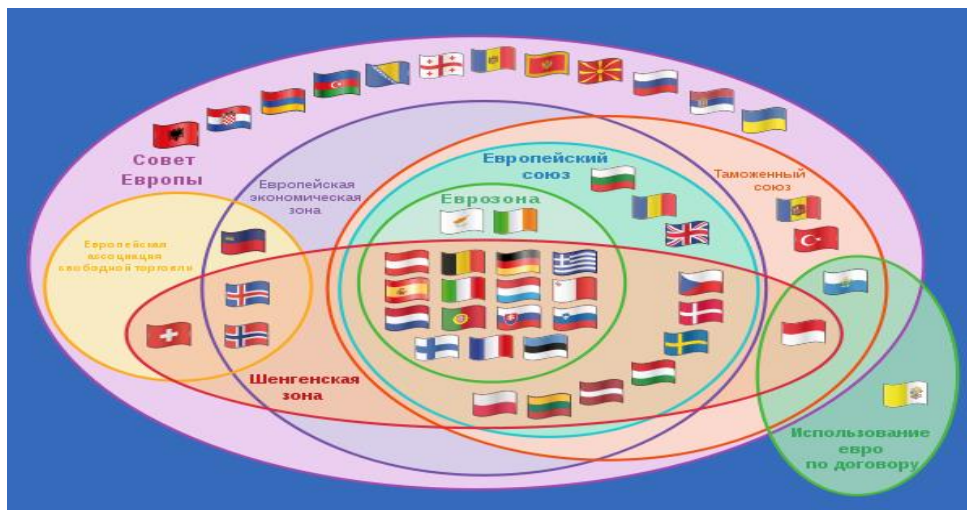 Совет
Европы
Европейская
экономическая
зона
Европейский
союз
Еврозона
Таможенный
союз
Европейская
ассоциация
свободной торговли
Шенгенская
зона
Использование
евро
по договору